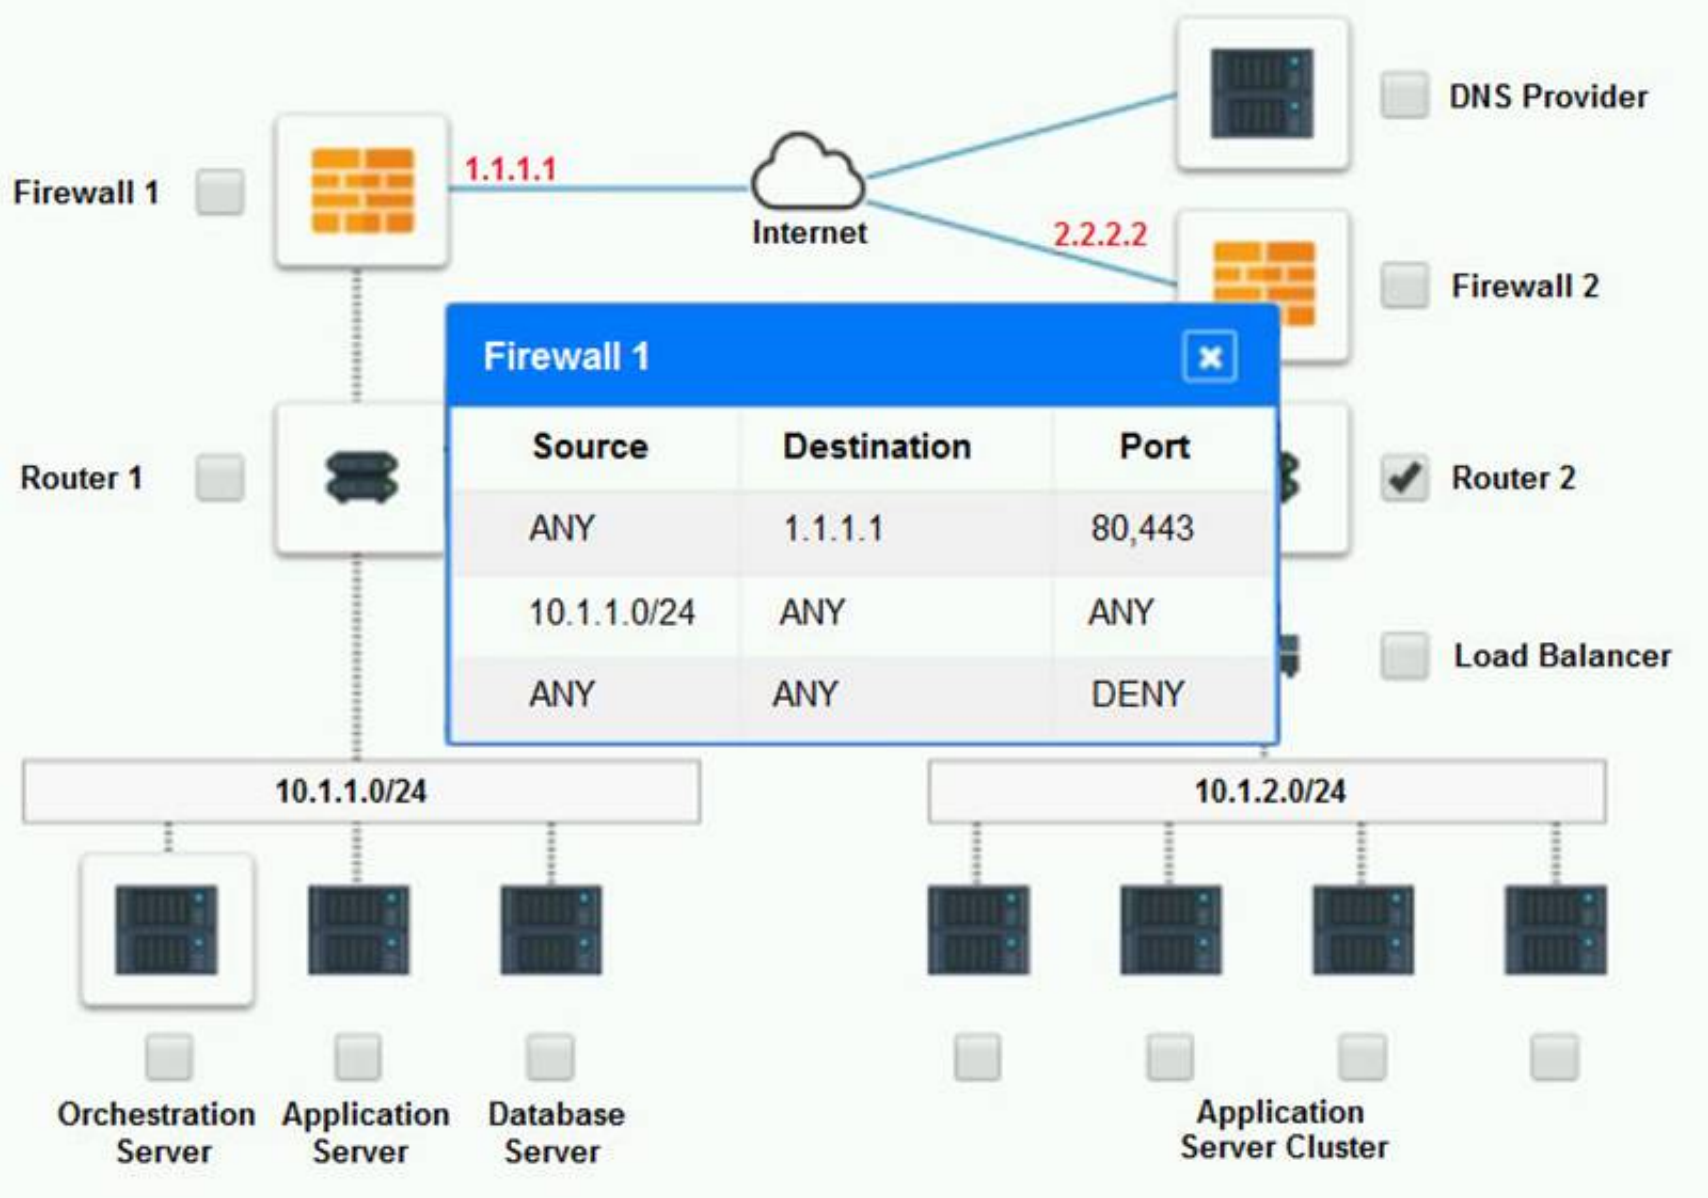 DNS Provider
Firewall 1
1.1.1.1
Internet
2.2.2.2
Firewall 2
Firewall 1
Source Destination Port
ANY 1.1.1.1 80,443
10.1.1.0/24 ANY ANY
ANY ANY DENY
Router 1
Router 2
Load Balancer
10.1.1.0/24
10.1.2.0/24
Orchestration
Server
Application
Server
Database
Server
Application
Server Cluster